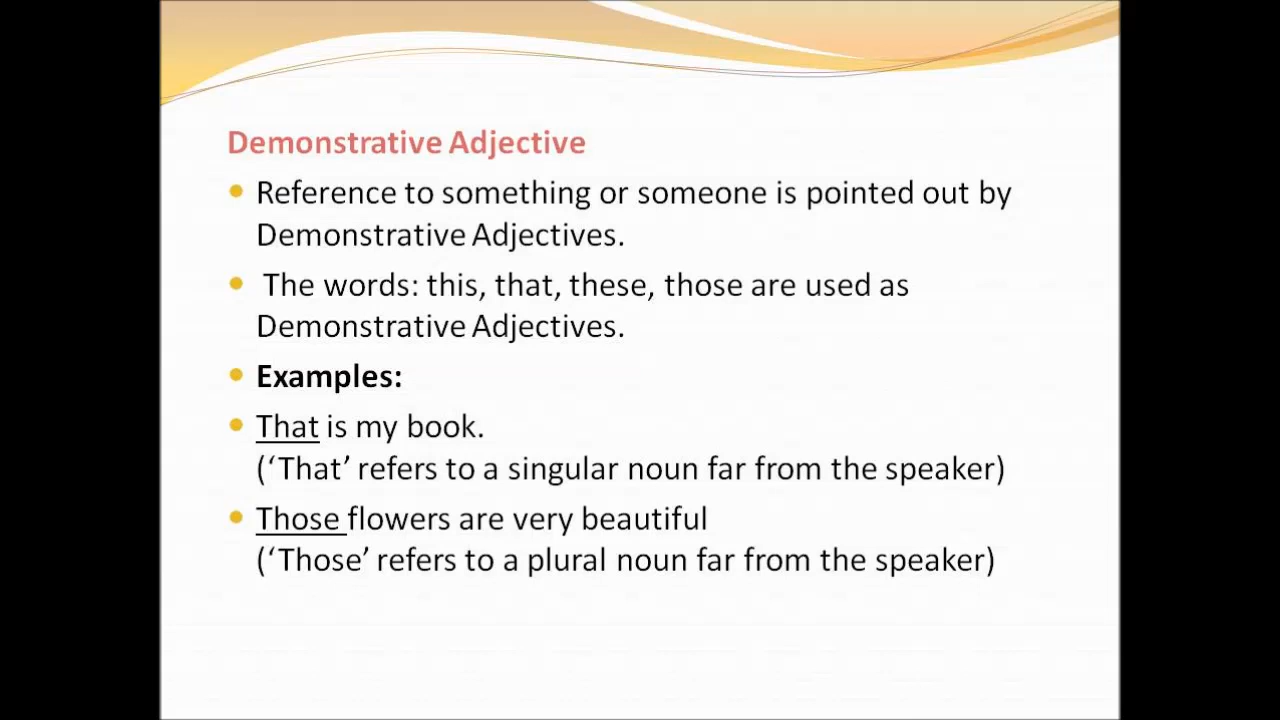 Demonstrative Adjective
• Reference to something or someone is pointed out by
Demonstrative Adjectives.
• The words: this, that, these, those are used as
Demonstrative Adjectives.
• Examples:
• That is my book.
(‘That’ refers to a singular noun far from the speaker)
• Those flowers are very beautiful
(‘Those’ refers to a plural noun far from the speaker)